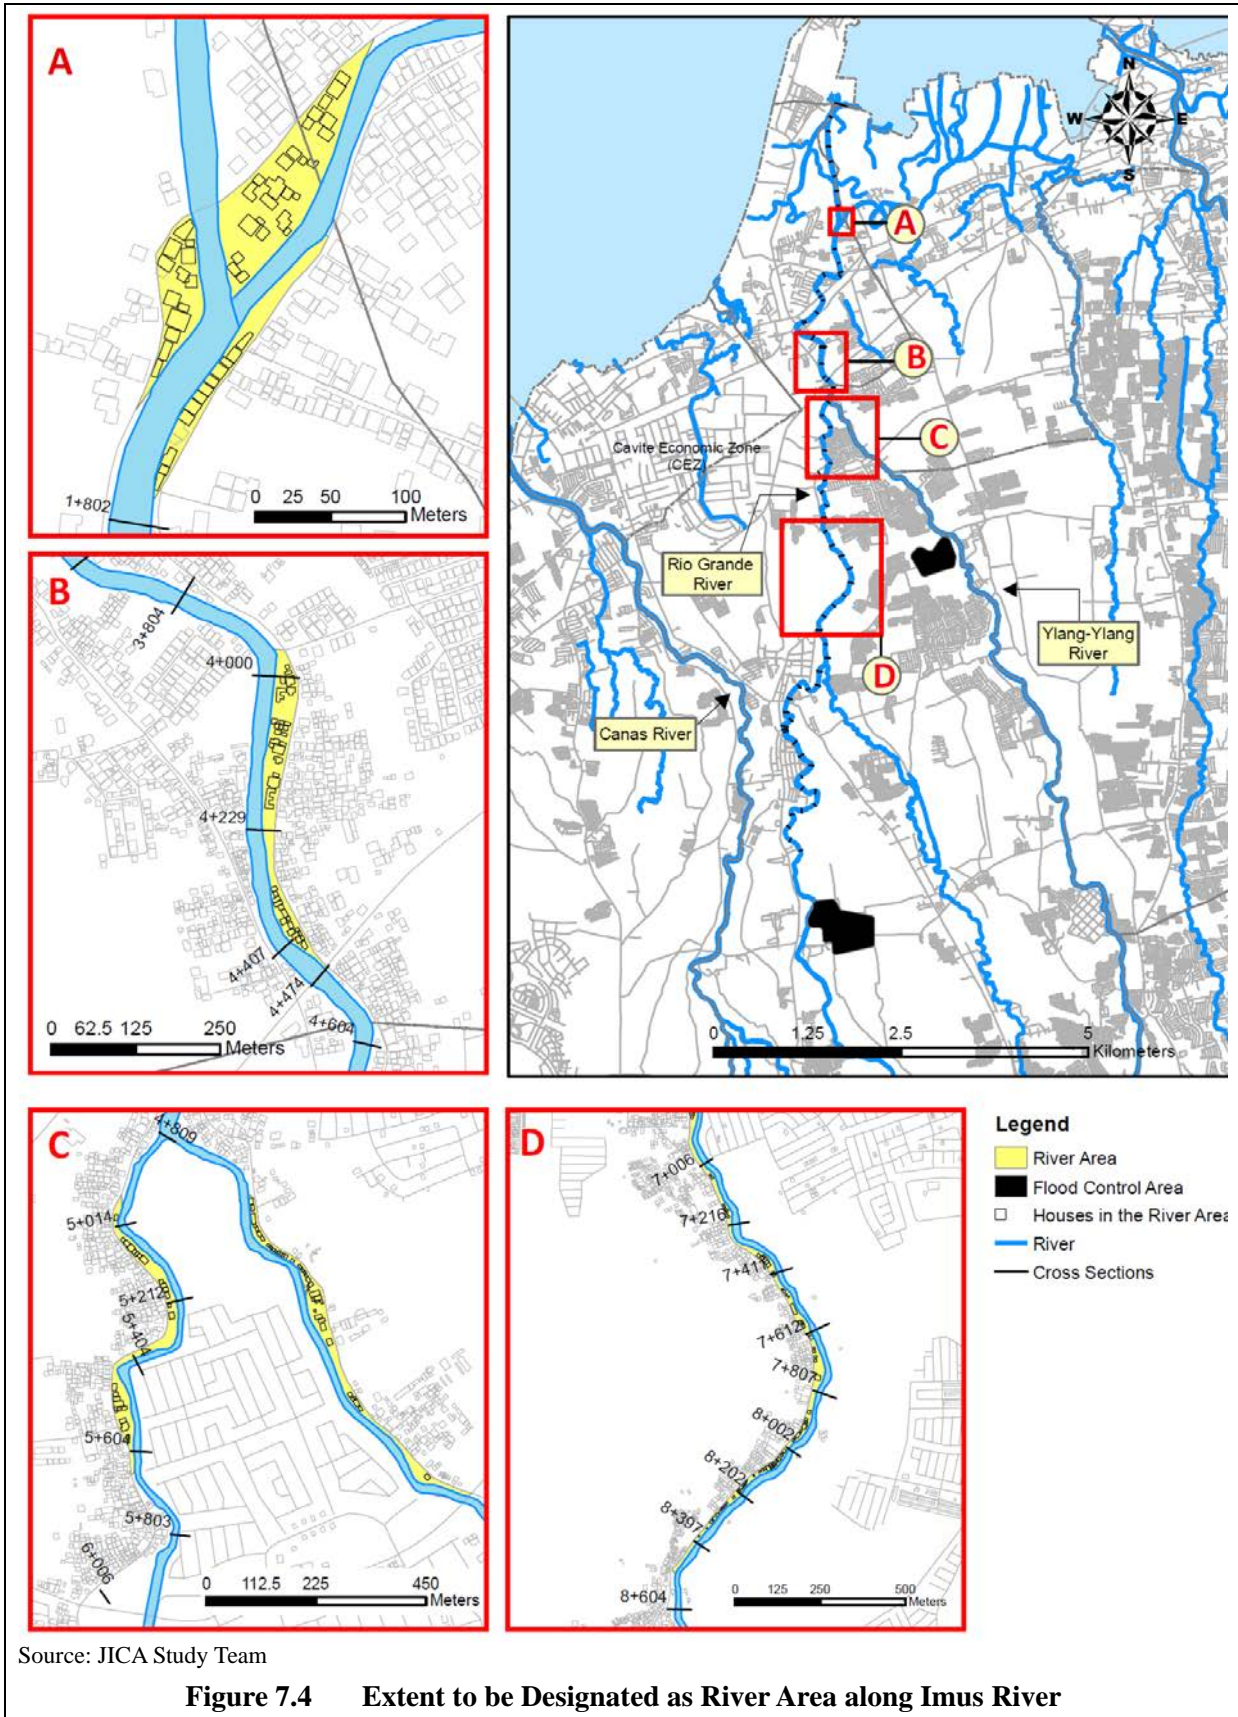 A
1+802
0 25 50 100
Meters
B
3+804
4+000
4+229
4+407
4+474
4+604
0 62.5 125 250
Meters
N
W E
S
A
B
C
Cavite Economic Zone
(CEZ)
Rio Grande
River
Ylang-Ylang
River
D
Canas River
0 1.25 2.5 5
Kilometers
C
4+809
5+014
5+212
5+404
5+604
5+803
6+006
0 112.5 225 450
Meters
D
7+006
7+216
7+411
7+612
7+807
8+002
8+202
8+397
8+604
0 125 250 500
Meters
Legend
River Area
Flood Control Area
Houses in the River Area
River
Cross Sections
Source: JICA Study Team
Figure 7.4 Extent to be Designated as River Area along Imus River